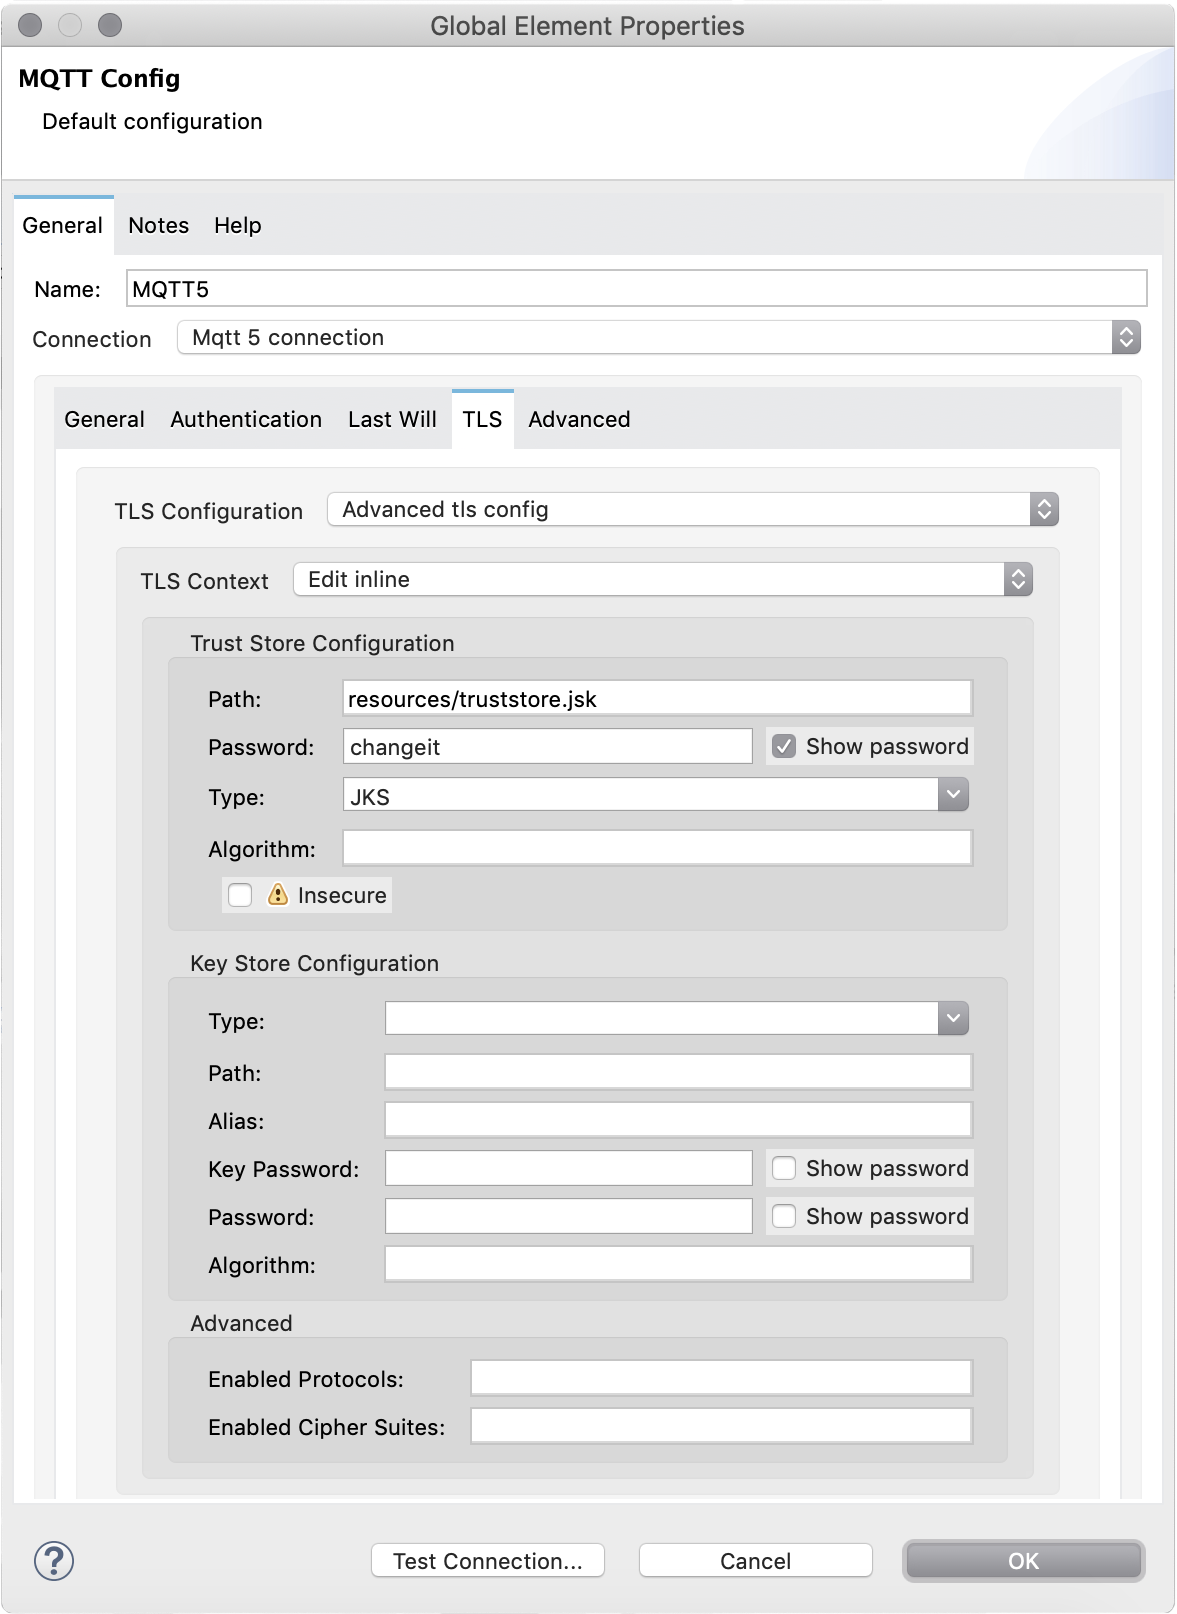 Global Element Properties
MQTT Config
Default configuration
General Notes Help
Name: MQTT5
Connection Mqtt 5 connection
General Authentication Last Will TLS Advanced
TLS Configuration Advanced tls config
TLS Context Edit inline
Trust Store Configuration
Path: resources/truststore.jsk
Password: changeit Show password
Type: JKS
Algorithm:
Insecure
Key Store Configuration
Type:
Path:
Alias:
Key Password: Show password
Password: Show password
Algorithm:
Advanced
Enabled Protocols:
Enabled Cipher Suites:
? Test Connection... Cancel OK